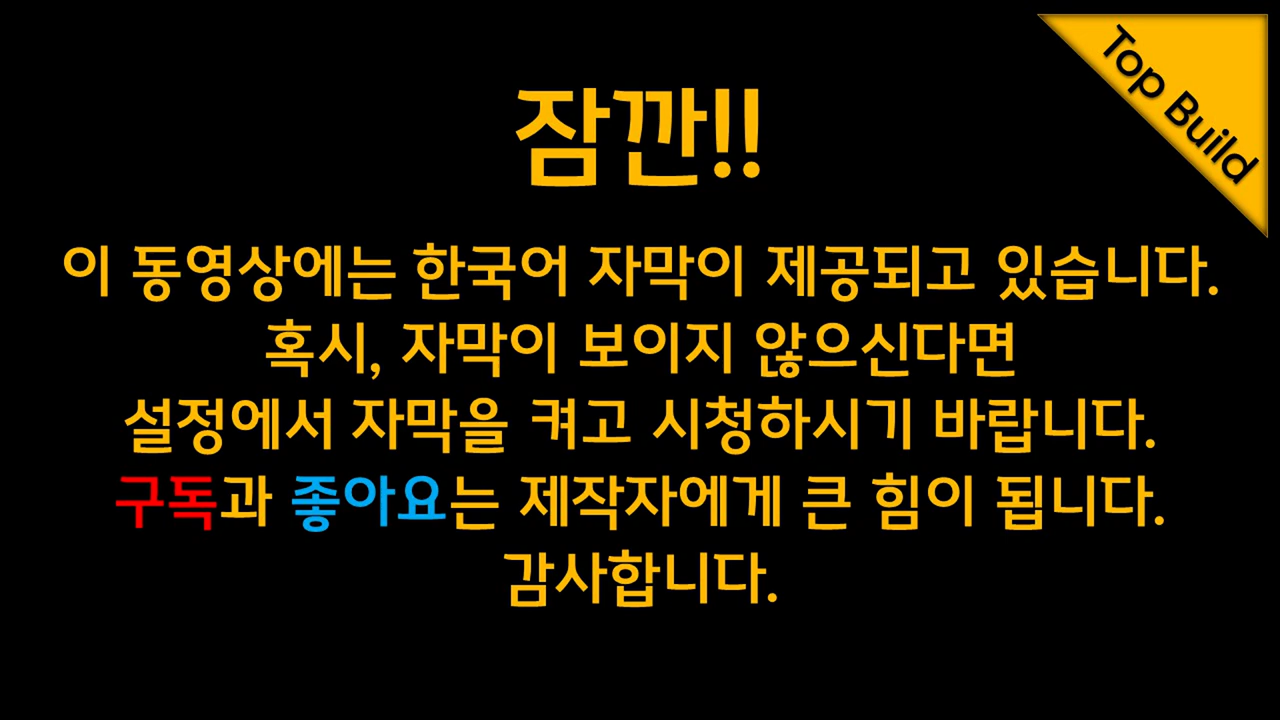 Top Build
잠깐!!
이 동영상에는 한국어 자막이 제공되고 있습니다.
혹시, 자막이 보이지 않으신다면
설정에서 자막을 켜고 시청하시기 바랍니다.
구독과 좋아요는 제작자에게 큰 힘이 됩니다.
감사합니다.